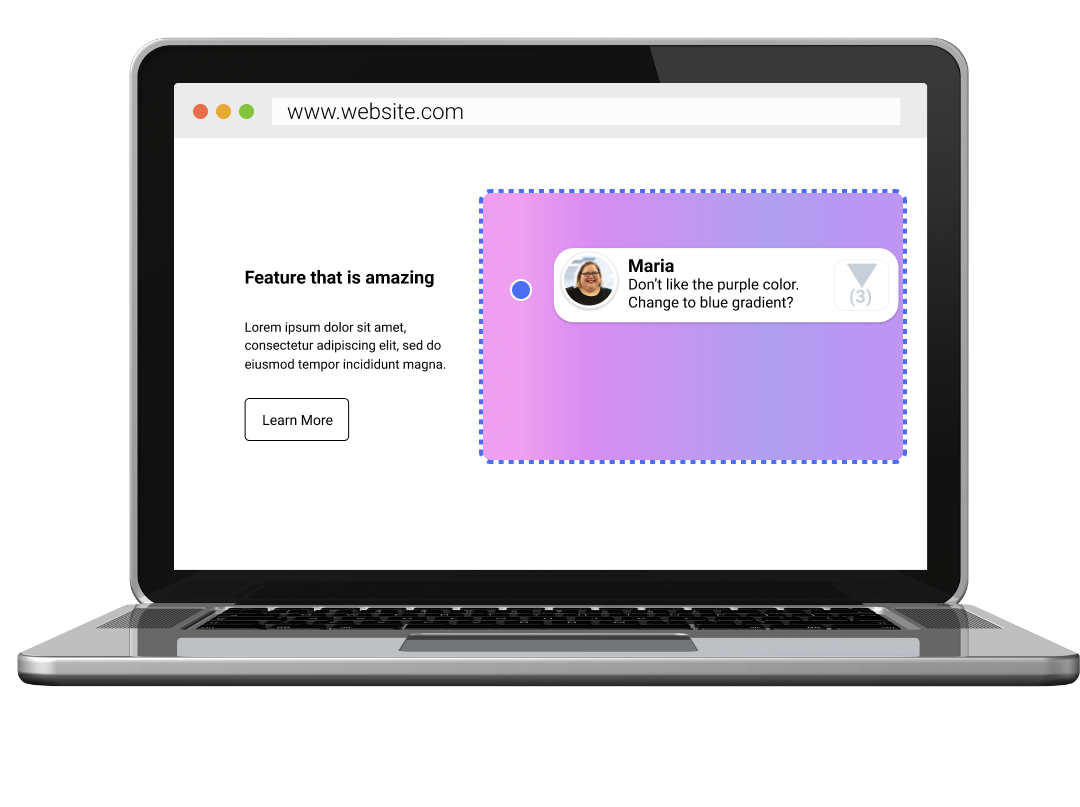 www.website.com
Feature that is amazing
Lorem ipsum dolor sit amet,
consectetur adipiscing elit, sed do
eiusmod tempor incididunt magna.
Learn More
Maria
Don’t like the purple color.
Change to blue gradient?
(3)